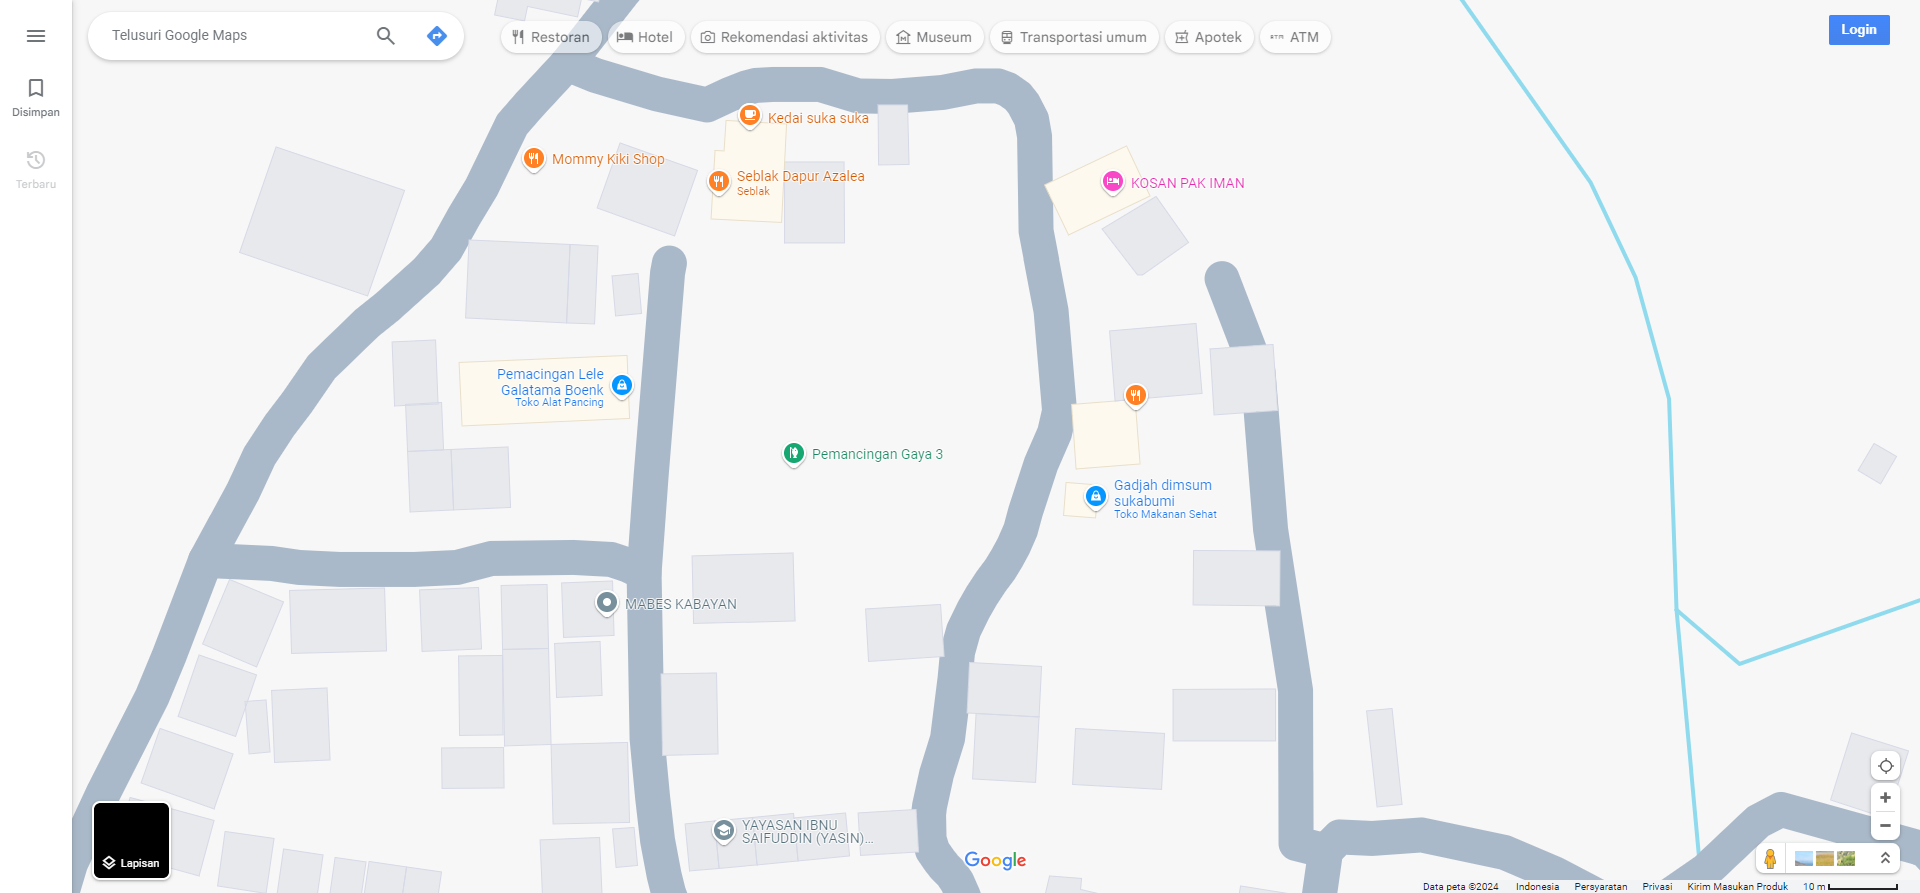 Telusuri Google Maps
Restoran
Hotel
Rekomendasi aktivitas
Museum
Transportasi umum
Apotek
ATM
Login
Disimpan
Terbaru
Kedai suka suka
Mommy Kiki Shop
Seblak Dapur Azalea
Seblak
KOSAN PAK IMAN
Pemacingan Lele
Galatama Boenk
Toko Alat Pancing
Pemancingan Gaya 3
Gadjah dimsum
sukabumi
Toko Makanan Sehat
MABES KABAYAN
YAYASAN IBNU
SAIFUDDIN (YASIN)...
Lapisan
Google
Data peta ©2024
Indonesia
Persyaratan
Privasi
Kirim Masukan Produk
10 m